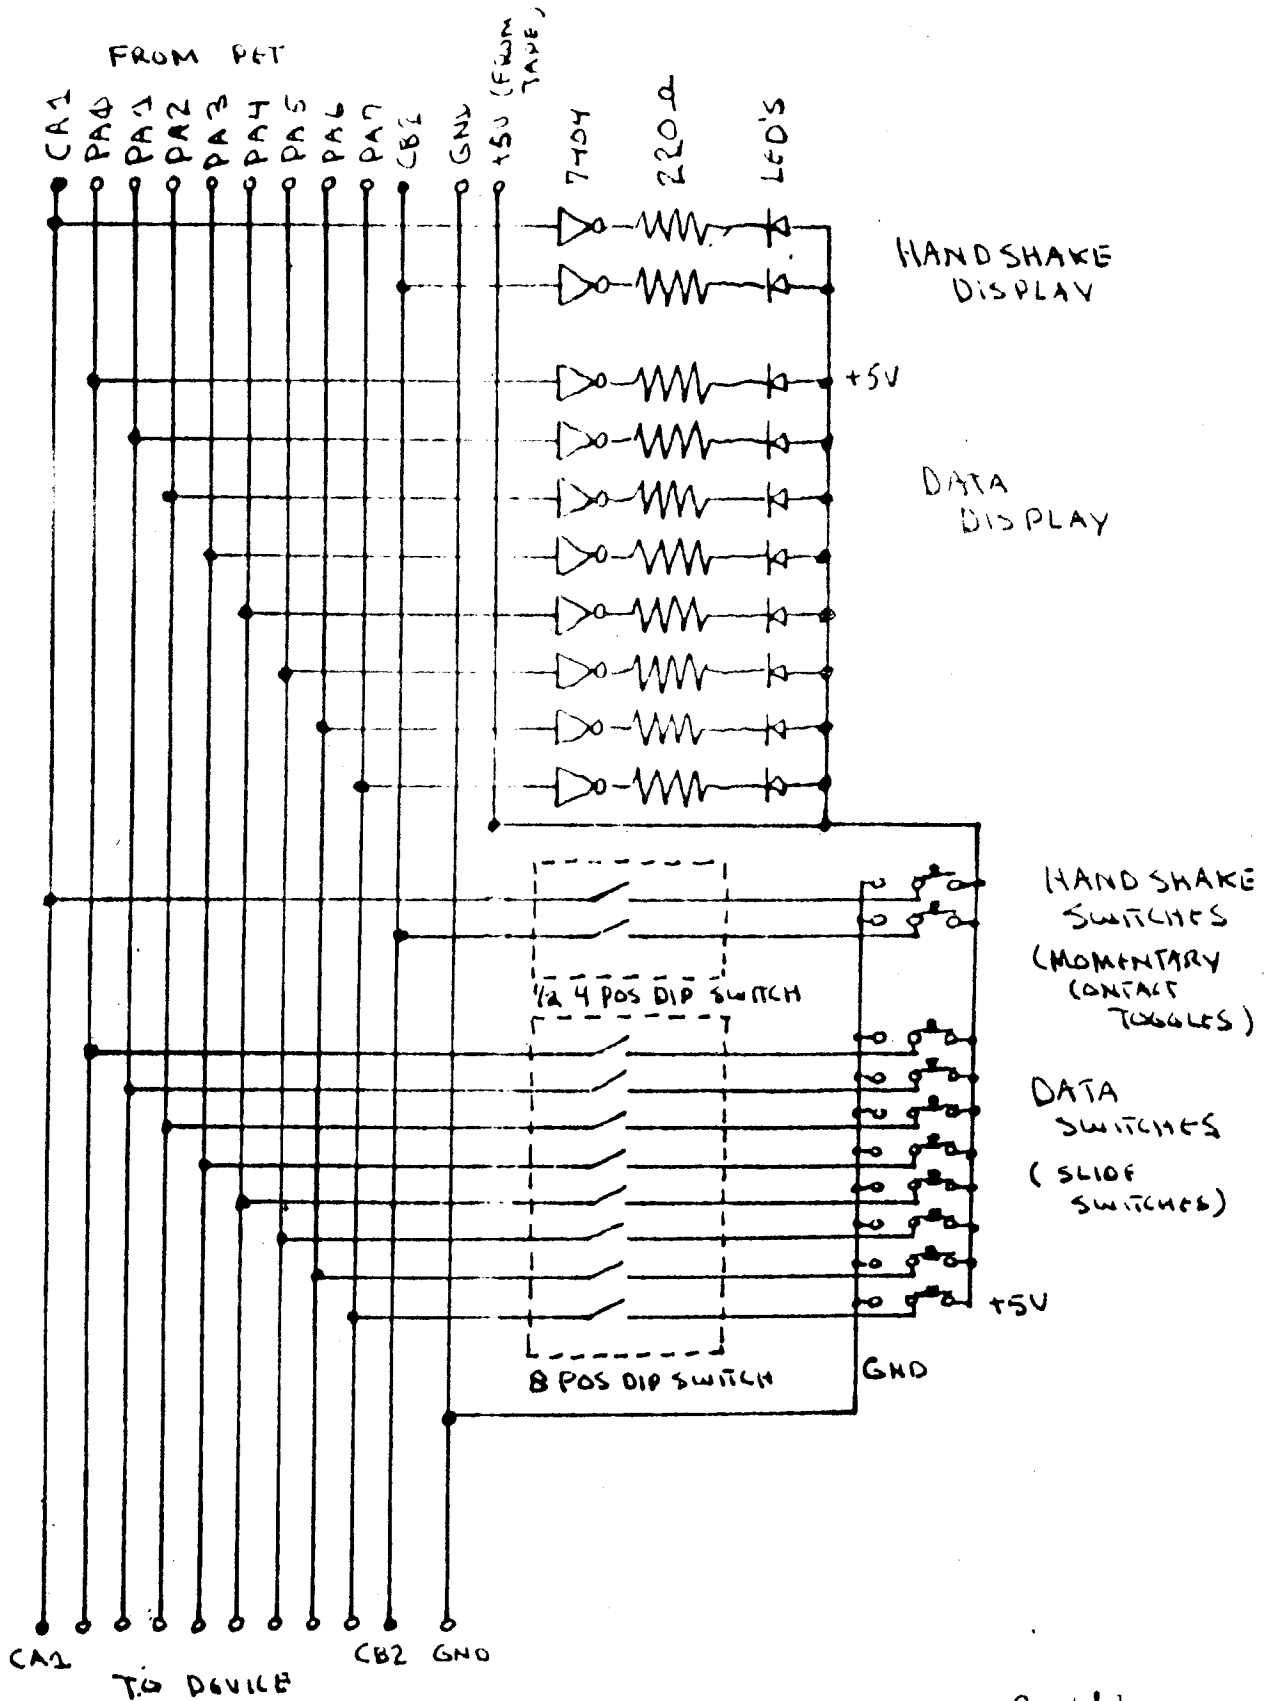 FROM PET
CA1
PA0
PA1
PA2
PA3
PA4
PA5
PA6
PA7
CB2
GND
+5V (FROM
TAPE)
7404
220Ω
LED'S
HANDSHAKE
DISPLAY
+5V
DATA
DISPLAY
HANDSHAKE
SWITCHES
(MOMENTARY
CONTACT
TOGGLES)
1/2 4 POS DIP SWITCH
DATA
SWITCHES
(SLIDE
SWITCHES)
+5V
8 POS DIP SWITCH
GND
CA1
CB2
GND
TO DEVICE